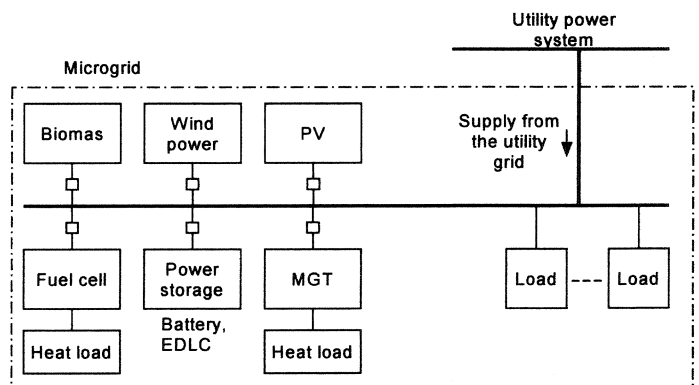 Utility power
system
Microgrid
Biomas
Wind
power
PV
Supply from
the utility
grid
Fuel cell
Power
storage
MGT
Load
Load
Battery,
EDLC
Heat load
Heat load